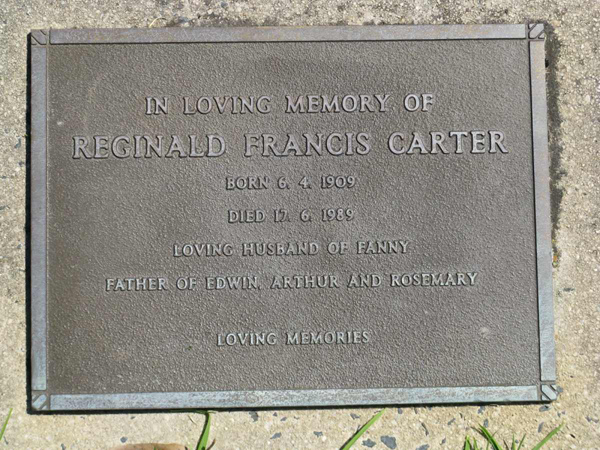 IN LOVING MEMORY OF
REGINALD FRANCIS CARTER
BORN 6. 4. 1909
DIED 17. 6. 1989
LOVING HUSBAND OF FANNY
FATHER OF EDWIN, ARTHUR AND ROSEMARY
LOVING MEMORIES